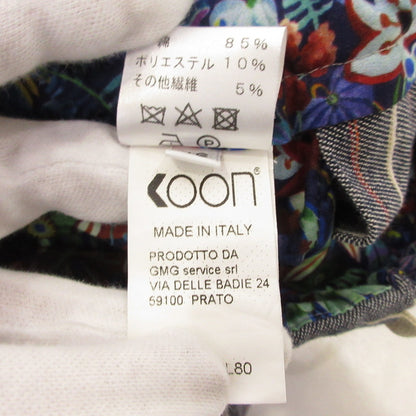 綿 85%
ポリエステル 10%
その他繊維 5%
P
KOON®
MADE IN ITALY
PRODOTTO DA
GMG service srl
VIA DELLE BADIE 24
59100 PRATO
L80